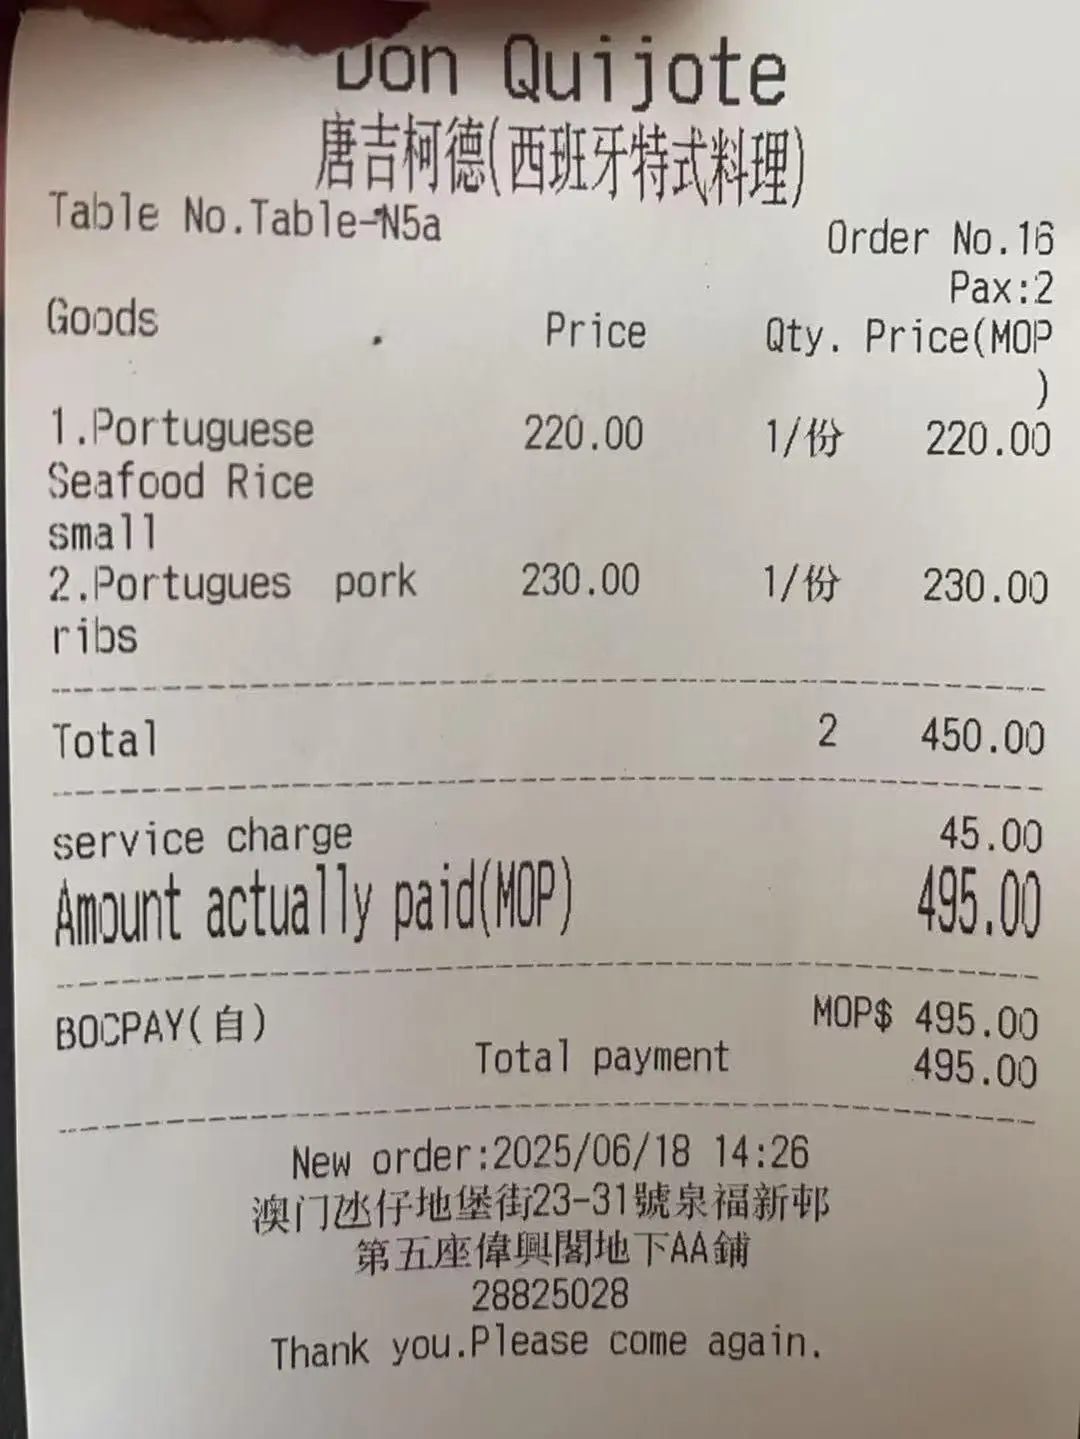 Don Quijote
唐吉柯德(西班牙特式料理)
Table No.Table-N5a
Order No.16
Pax:2
Goods Price Qty. Price(MOP
)
1.Portuguese 220.00 1/份 220.00
Seafood Rice
small
2.Portugues pork 230.00 1/份 230.00
ribs
Total 2 450.00
service charge 45.00
Amount actually paid(MOP) 495.00
BOCPAY(自) MOP$ 495.00
Total payment 495.00
New order:2025/06/18 14:26
澳门氹仔地堡街23-31號泉福新邨
第五座偉興閣地下AA鋪
28825028
Thank you.Please come again.